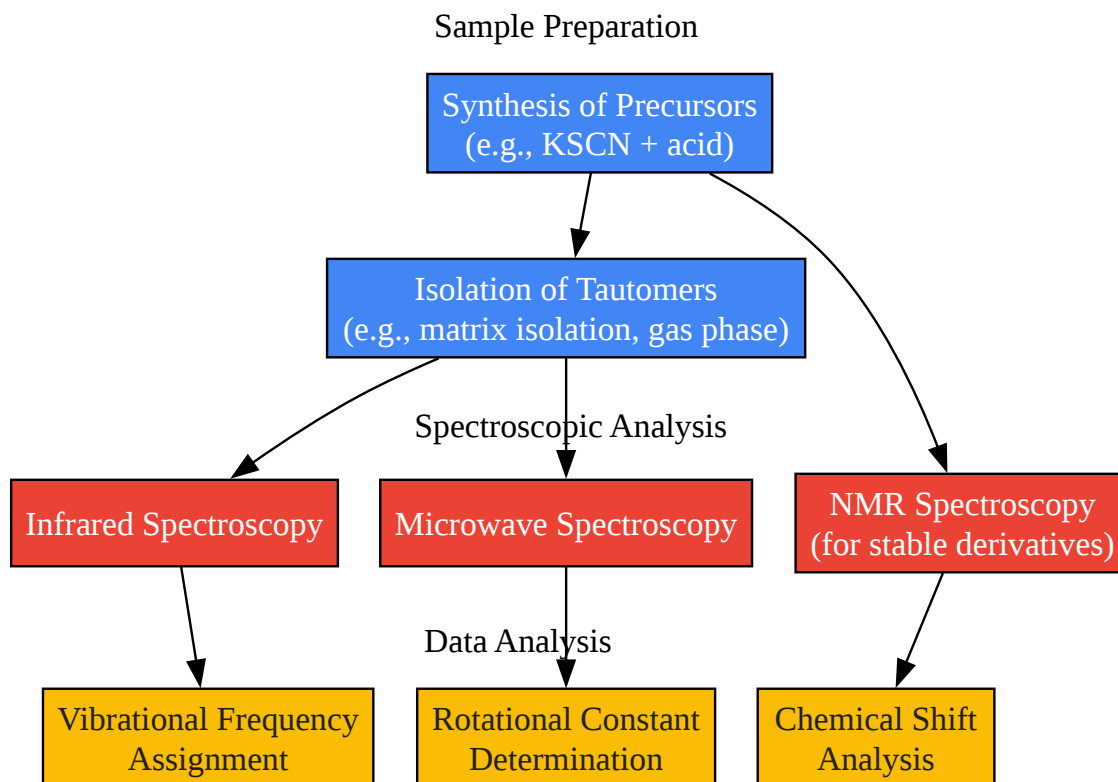 Sample Preparation
Synthesis of Precursors
(e.g., KSCN + acid)
Isolation of Tautomers
(e.g., matrix isolation, gas phase)
Spectroscopic Analysis
Infrared Spectroscopy
Microwave Spectroscopy
NMR Spectroscopy
(for stable derivatives)
Data Analysis
Vibrational Frequency
Assignment
Rotational Constant
Determination
Chemical Shift
Analysis